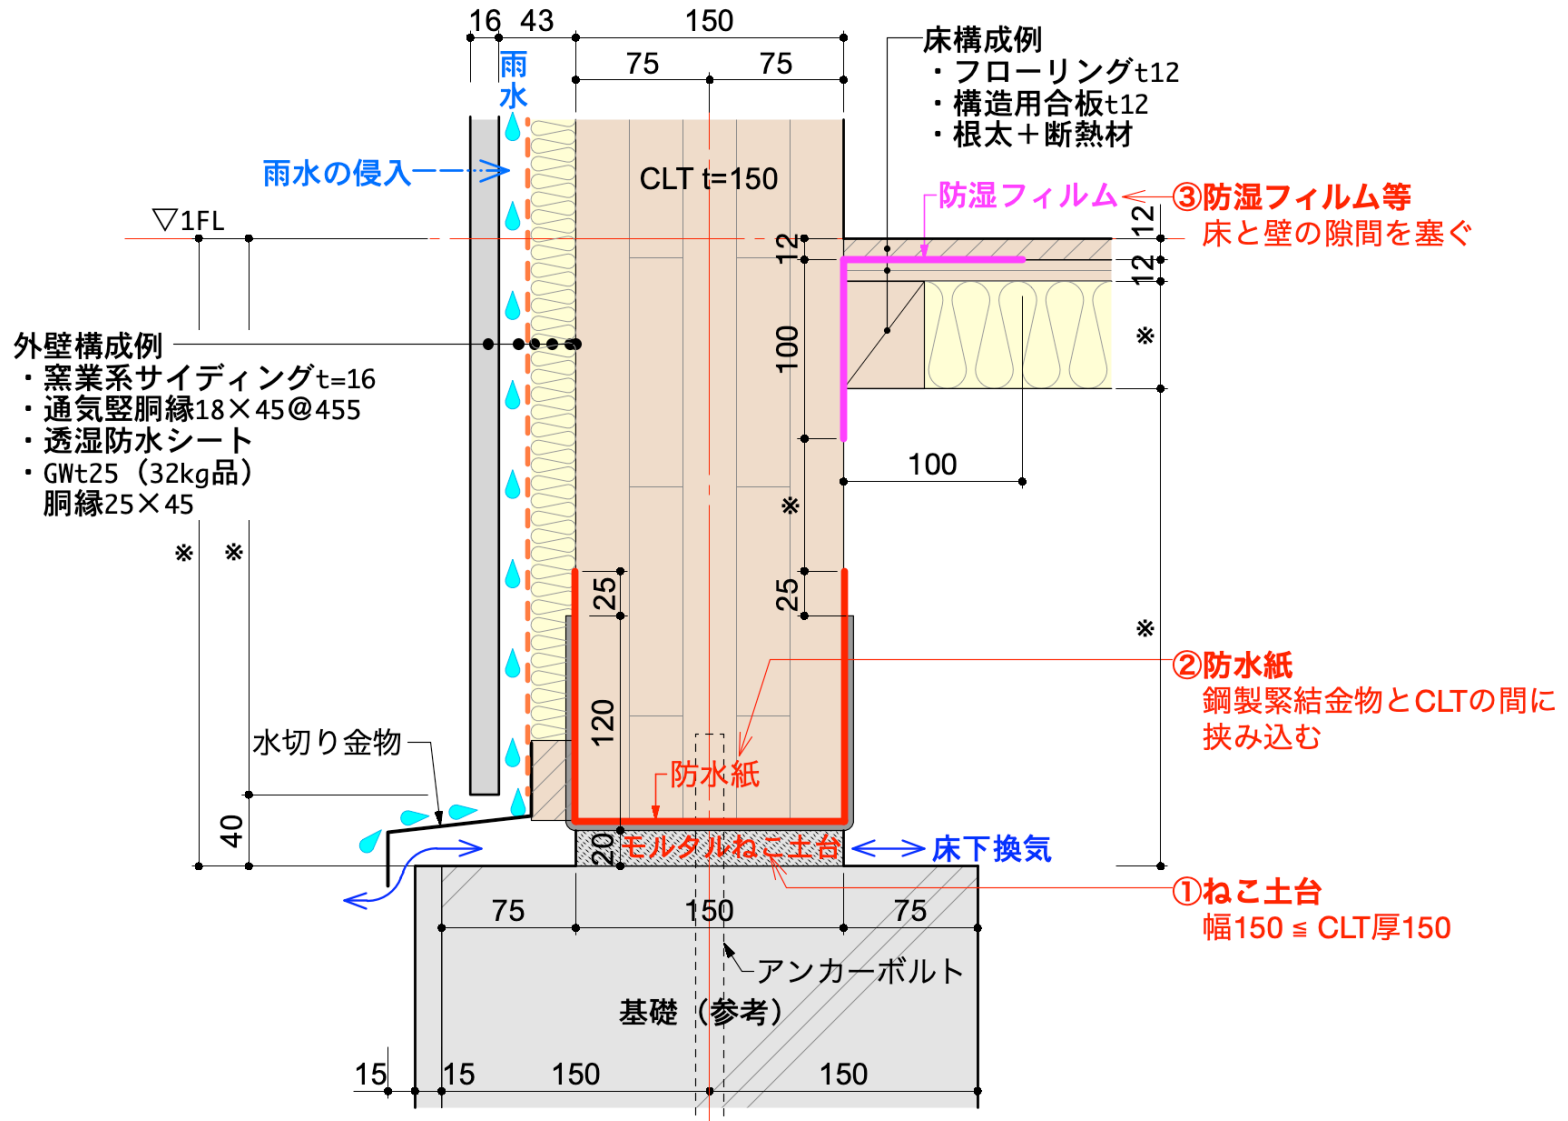 16 43 150
75 75
雨
水
床構成例
・フローリングt12
・構造用合板t12
・根太＋断熱材
雨水の侵入
CLT t=150
防湿フィルム
③防湿フィルム等
床と壁の隙間を塞ぐ
▽1FL
12
12
12
100
※
外壁構成例
・窯業系サイディングt=16
・通気竪胴縁18×45@455
・透湿防水シート
・GWt25（32kg品）
胴縁25×45
100
※
※
※
25
25
※
②防水紙
鋼製緊結金物とCLTの間に
挟み込む
120
水切り金物
防水紙
40
20
モルタルねこ土台
床下換気
①ねこ土台
幅150 ≦ CLT厚150
75 150 75
アンカーボルト
基礎（参考）
15 15 150 150